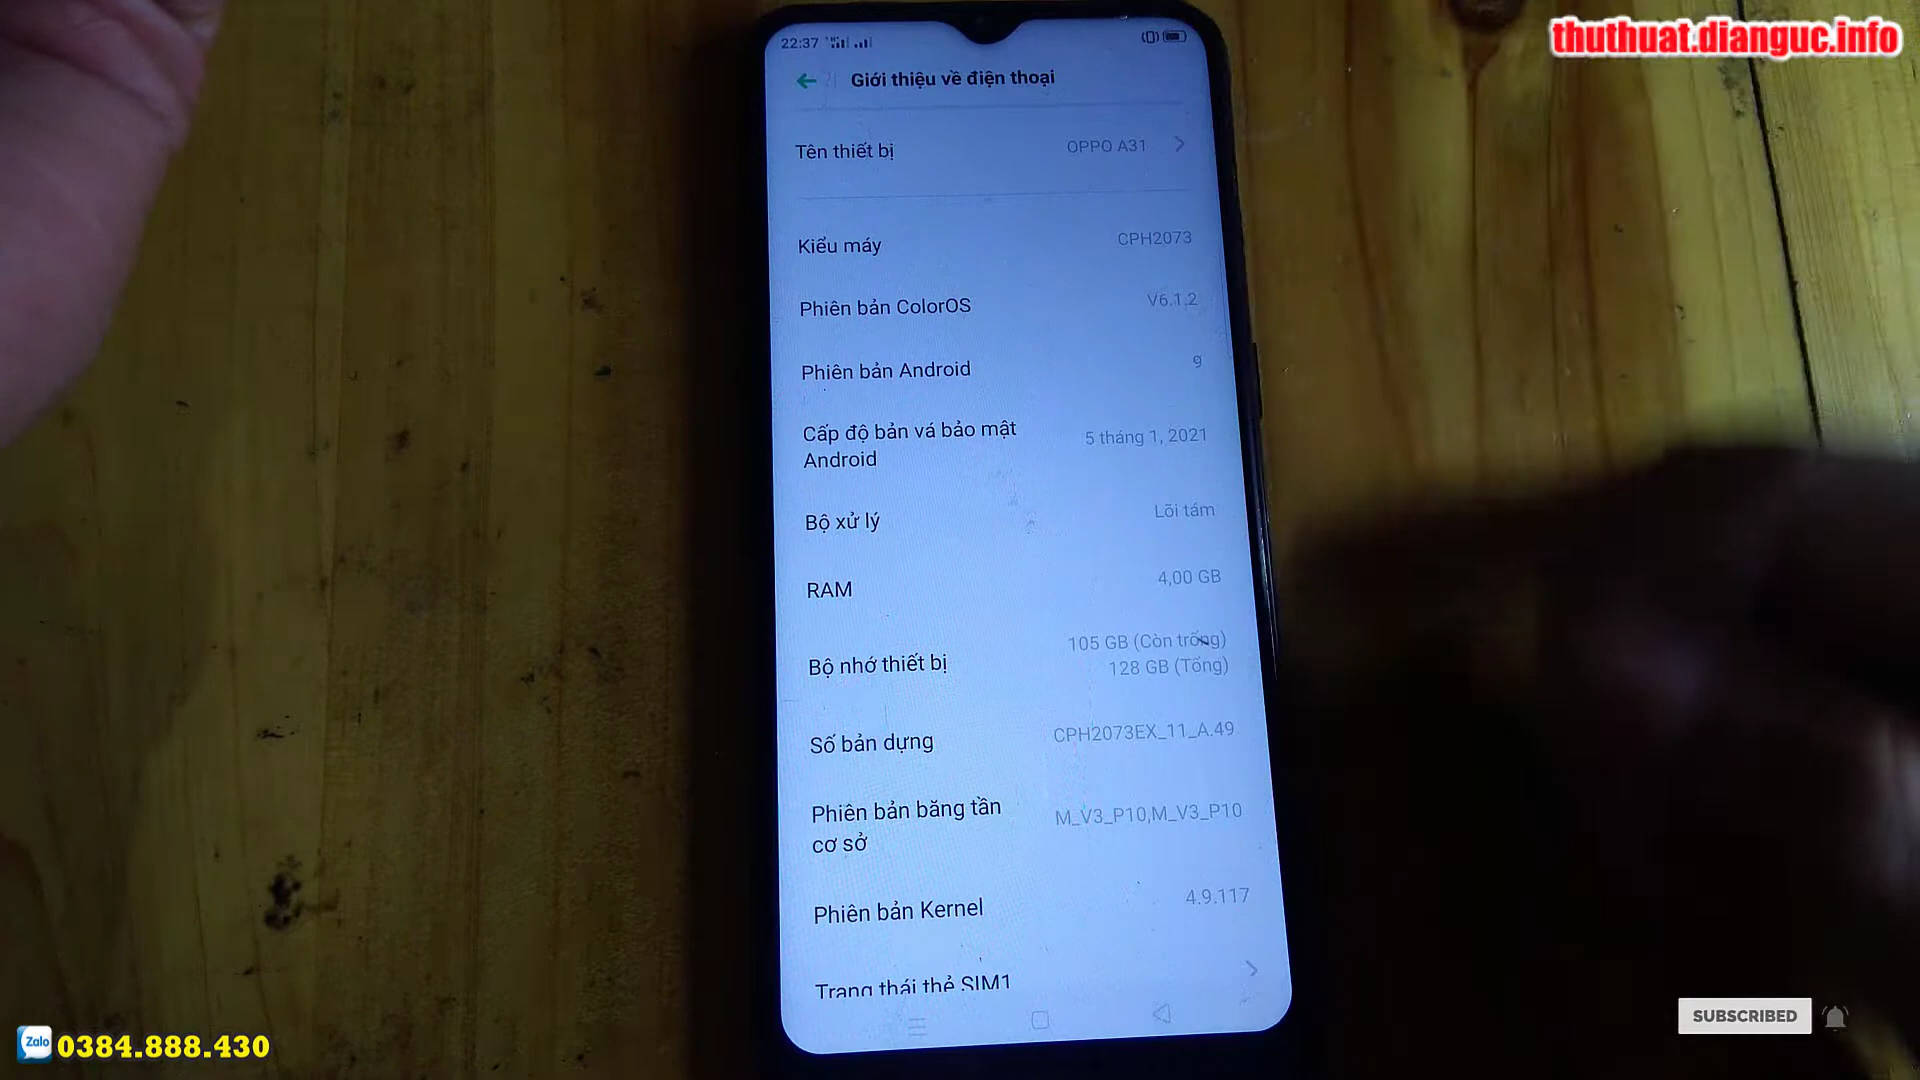 thuthuat.dianguc.info
22:37
Giới thiệu về điện thoại
Tên thiết bị OPPO A31
Kiểu máy CPH2073
Phiên bản ColorOS V6.1.2
Phiên bản Android 9
Cấp độ bản vá bảo mật
Android 5 tháng 1, 2021
Bộ xử lý Lõi tám
RAM 4,00 GB
Bộ nhớ thiết bị 105 GB (Còn trống)
128 GB (Tổng)
Số bản dựng CPH2073EX_11_A.49
Phiên bản băng tần
cơ sở M_V3_P10,M_V3_P10
Phiên bản Kernel 4.9.117
Trạng thái thẻ SIM1
SUBSCRIBED
Zalo 0384.888.430